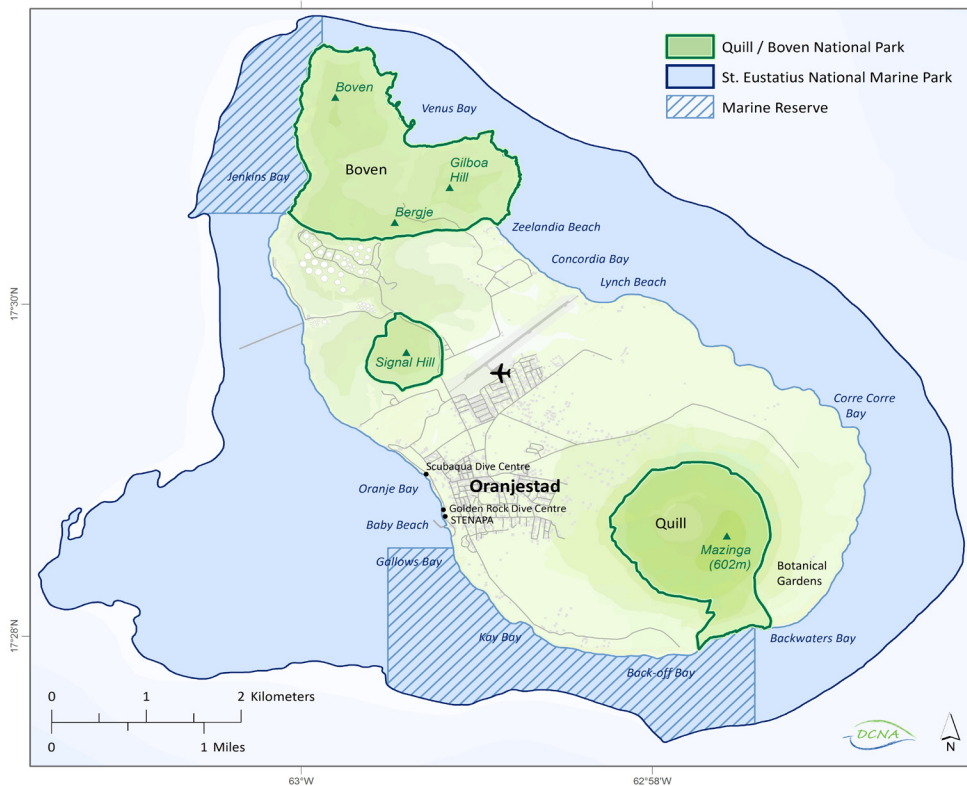 Quill / Boven National Park
St. Eustatius National Marine Park
Marine Reserve
Boven
Venus Bay
Boven
Gilboa
Hill
Jenkins Bay
Bergje
Zeelandia Beach
Concordia Bay
Lynch Beach
17°30'N
Signal Hill
Corre Corre
Bay
Scubaqua Dive Centre
Oranjestad
Oranje Bay
Golden Rock Dive Centre
STENAPA
Baby Beach
Quill
Mazinga
(602m)
Gallows Bay
Botanical
Gardens
17°28'N
Kay Bay
Backwaters Bay
Back-off Bay
0 1 2 Kilometers
0 1 Miles
DCNA
N
63°W
62°58'W